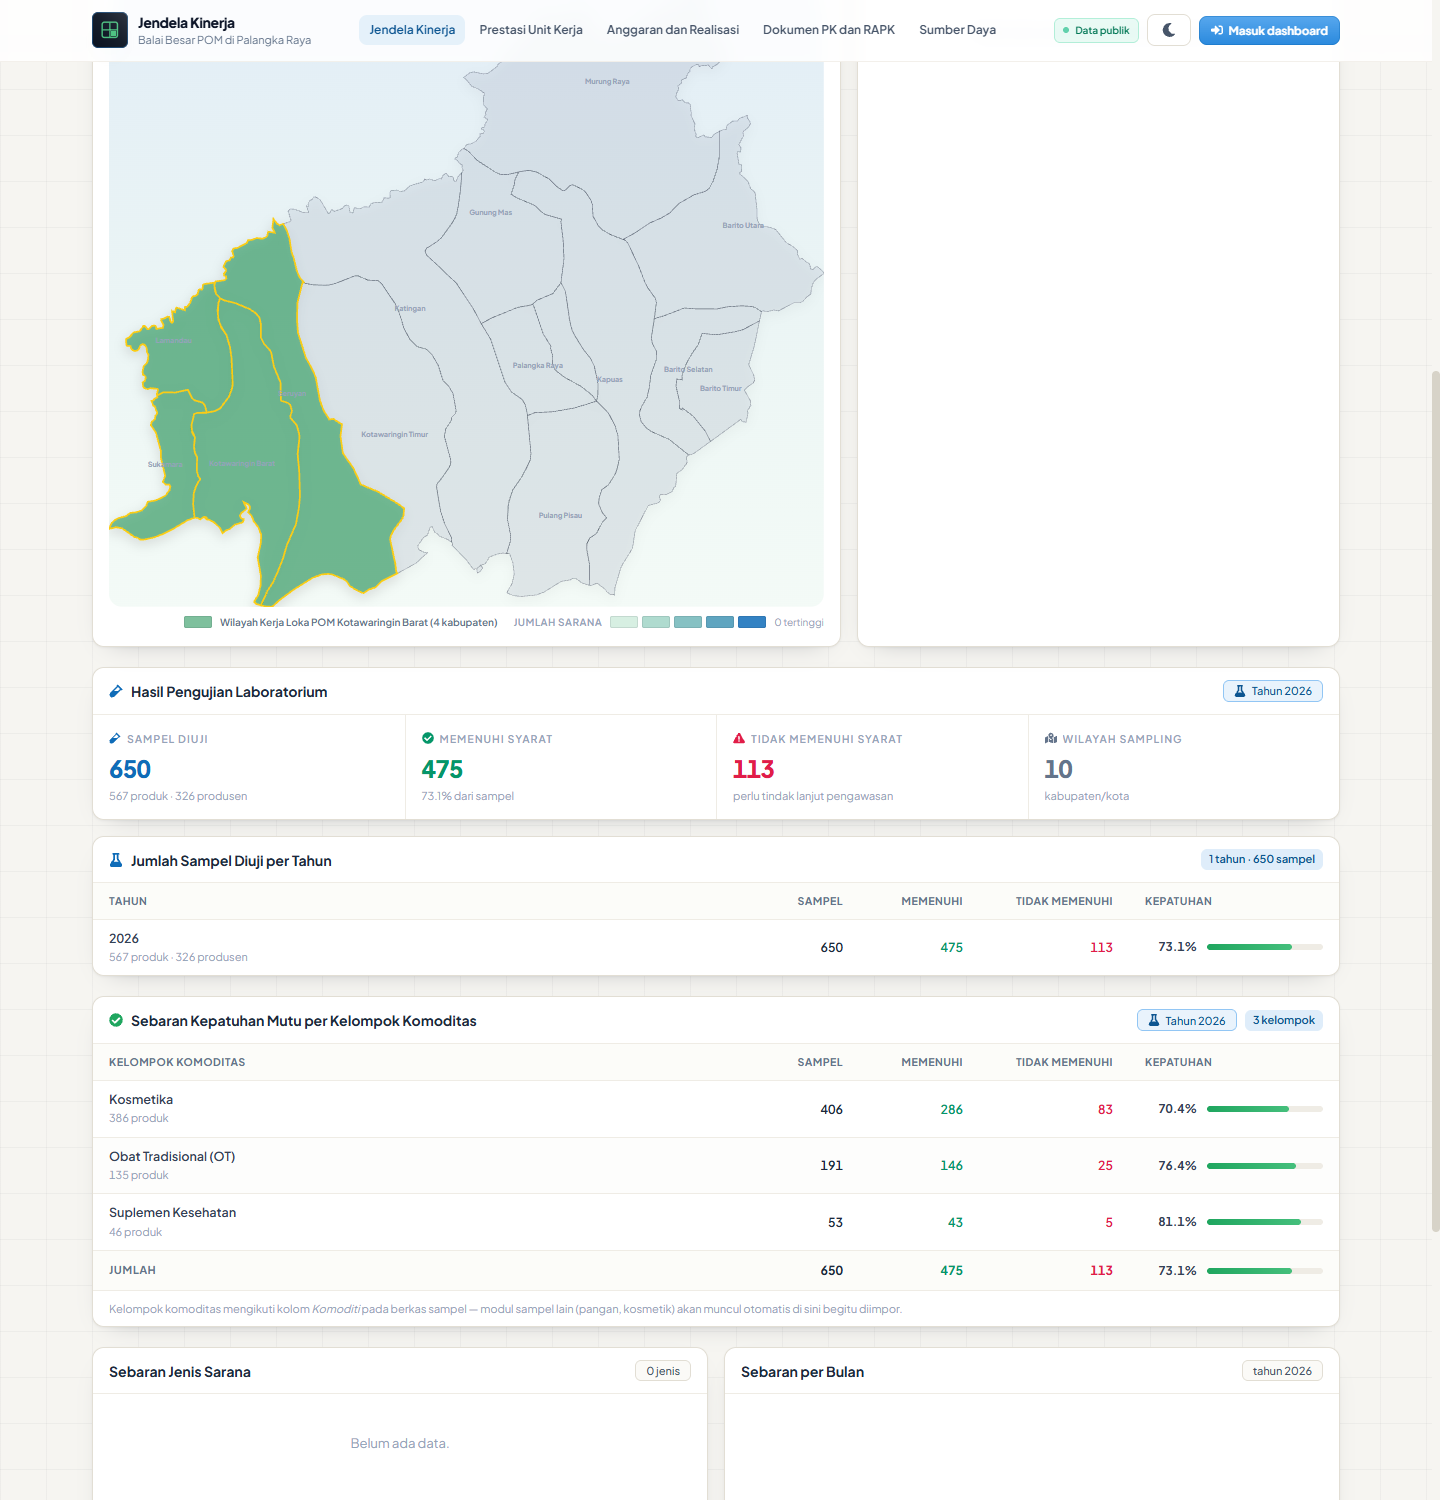 Jendela Kinerja
Balai Besar POM di Palangka Raya
Jendela Kinerja
Prestasi Unit Kerja
Anggaran dan Realisasi
Dokumen PK dan RAPK
Sumber Daya
Data publik
Masuk dashboard
Murung Raya
Gunung Mas
Barito Utara
Katingan
Palangka Raya
Kapuas
Barito Selatan
Barito Timur
Kotawaringin Timur
Pulang Pisau
Wilayah Kerja Loka POM Kotawaringin Barat (4 kabupaten)
JUMLAH SARANA
0 tertinggi
Hasil Pengujian Laboratorium
Tahun 2026
SAMPEL DIUJI
650
567 produk · 326 produsen
MEMENUHI SYARAT
475
73.1% dari sampel
TIDAK MEMENUHI SYARAT
113
perlu tindak lanjut pengawasan
WILAYAH SAMPLING
10
kabupaten/kota
Jumlah Sampel Diuji per Tahun
1 tahun · 650 sampel
TAHUN SAMPEL MEMENUHI TIDAK MEMENUHI KEPATUHAN
2026 650 475 113 73.1%
567 produk · 326 produsen
Sebaran Kepatuhan Mutu per Kelompok Komoditas
Tahun 2026
3 kelompok
KELOMPOK KOMODITAS SAMPEL MEMENUHI TIDAK MEMENUHI KEPATUHAN
Kosmetika 406 286 83 70.4%
386 produk
Obat Tradisional (OT) 191 146 25 76.4%
135 produk
Suplemen Kesehatan 53 43 5 81.1%
46 produk
JUMLAH 650 475 113 73.1%
Kelompok komoditas mengikuti kolom Komoditi pada berkas sampel — modul sampel lain (pangan, kosmetik) akan muncul otomatis di sini begitu diimpor.
Sebaran Jenis Sarana
0 jenis
Belum ada data.
Sebaran per Bulan
tahun 2026